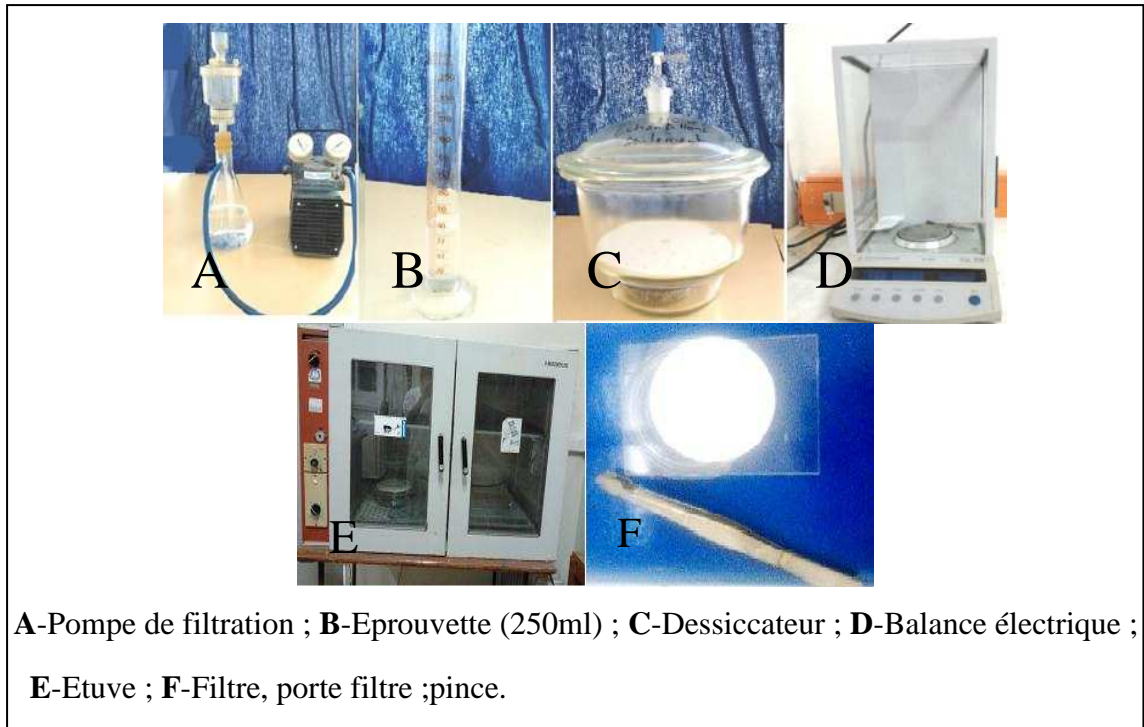 A
B
C
D
E
F
A-Pompe de filtration ; B-Eprouvette (250ml) ; C-Dessiccateur ; D-Balance électrique ;
E-Etuve ; F-Filtre, porte filtre ;pince.